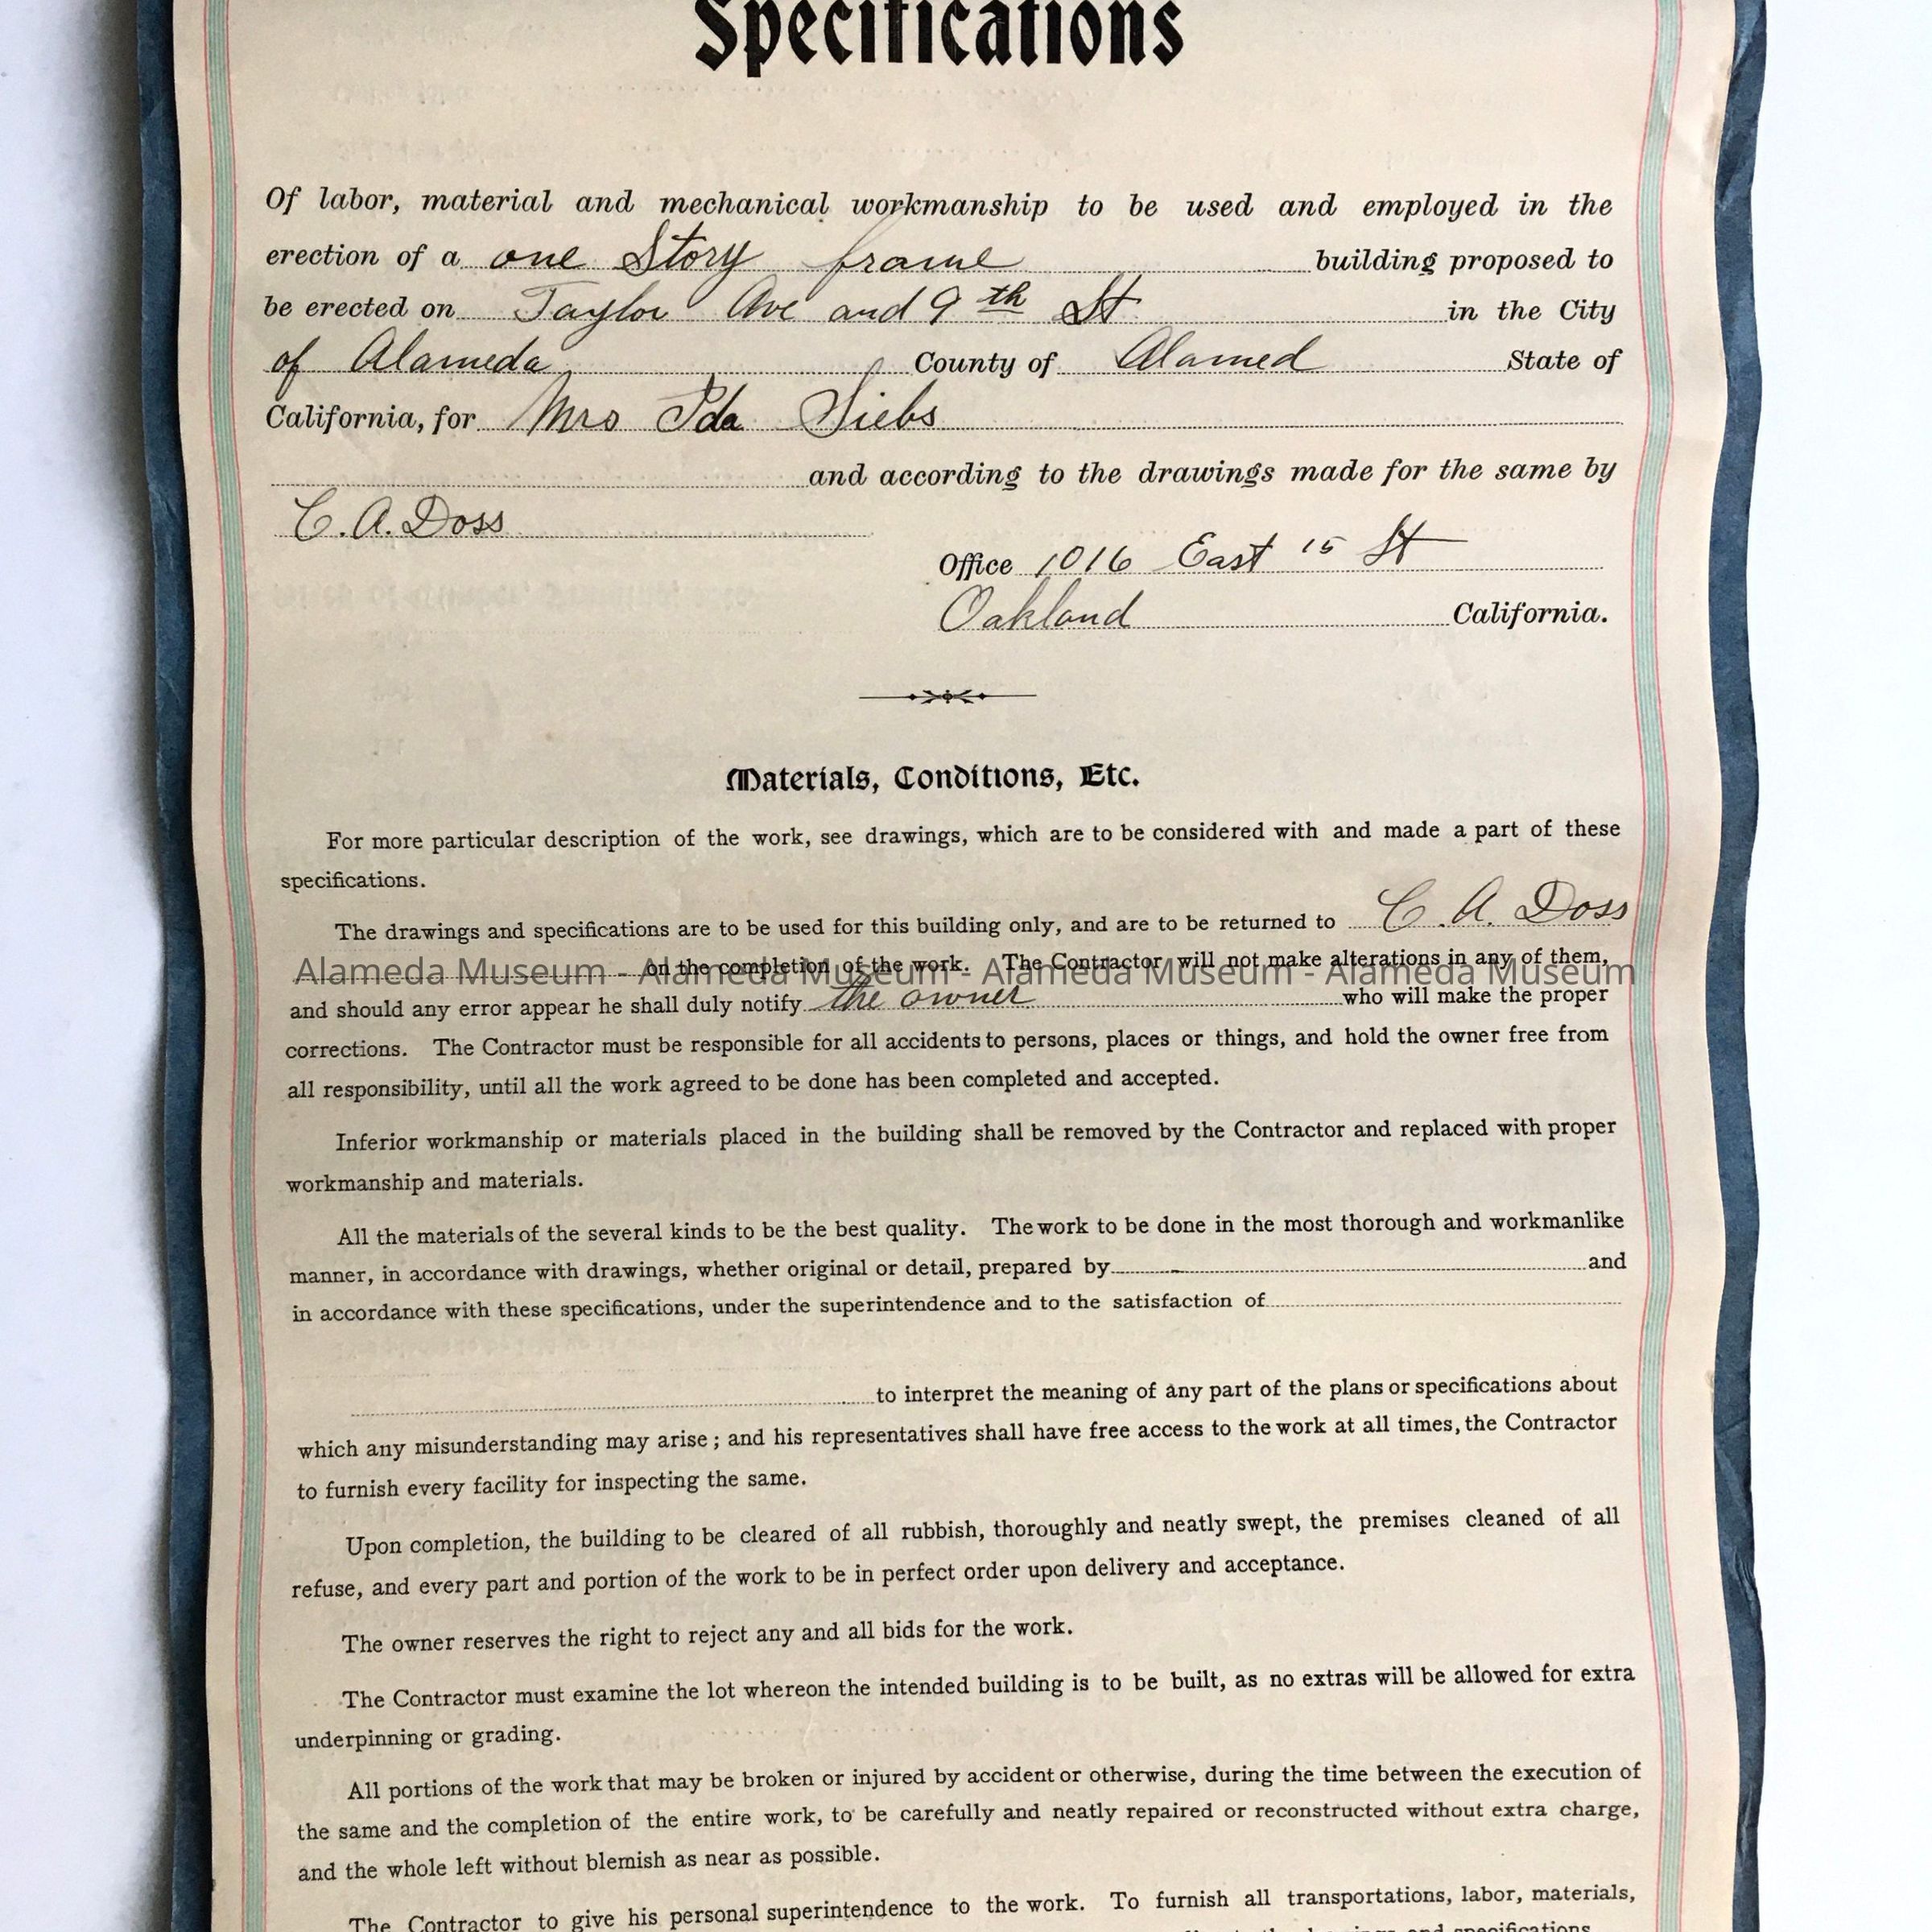 Specifications
Of labor, material and mechanical workmanship to be used and employed in the
erection of a one Story frame building proposed to
be erected on Taylor Ave and 9th St in the City
of Alameda County of Alamed State of
California, for Mrs Ida Siebs
and according to the drawings made for the same by
C. A. Doss
Office 1016 East 15 St
Oakland California.
Materials, Conditions, Etc.
For more particular description of the work, see drawings, which are to be considered with and made a part of these
specifications.
The drawings and specifications are to be used for this building only, and are to be returned to C. A. Doss
on the completion of the work. The Contractor will not make alterations in any of them,
Alameda Museum - Alameda Museum - Alameda Museum - Alameda Museum
and should any error appear he shall duly notify the owner who will make the proper
corrections. The Contractor must be responsible for all accidents to persons, places or things, and hold the owner free from
all responsibility, until all the work agreed to be done has been completed and accepted.
Inferior workmanship or materials placed in the building shall be removed by the Contractor and replaced with proper
workmanship and materials.
All the materials of the several kinds to be the best quality. The work to be done in the most thorough and workmanlike
manner, in accordance with drawings, whether original or detail, prepared by and
in accordance with these specifications, under the superintendence and to the satisfaction of
to interpret the meaning of any part of the plans or specifications about
which any misunderstanding may arise; and his representatives shall have free access to the work at all times, the Contractor
to furnish every facility for inspecting the same.
Upon completion, the building to be cleared of all rubbish, thoroughly and neatly swept, the premises cleaned of all
refuse, and every part and portion of the work to be in perfect order upon delivery and acceptance.
The owner reserves the right to reject any and all bids for the work.
The Contractor must examine the lot whereon the intended building is to be built, as no extras will be allowed for extra
underpinning or grading.
All portions of the work that may be broken or injured by accident or otherwise, during the time between the execution of
the same and the completion of the entire work, to be carefully and neatly repaired or reconstructed without extra charge,
and the whole left without blemish as near as possible.
The Contractor to give his personal superintendence to the work. To furnish all transportations, labor, materials,
drawings and specifications